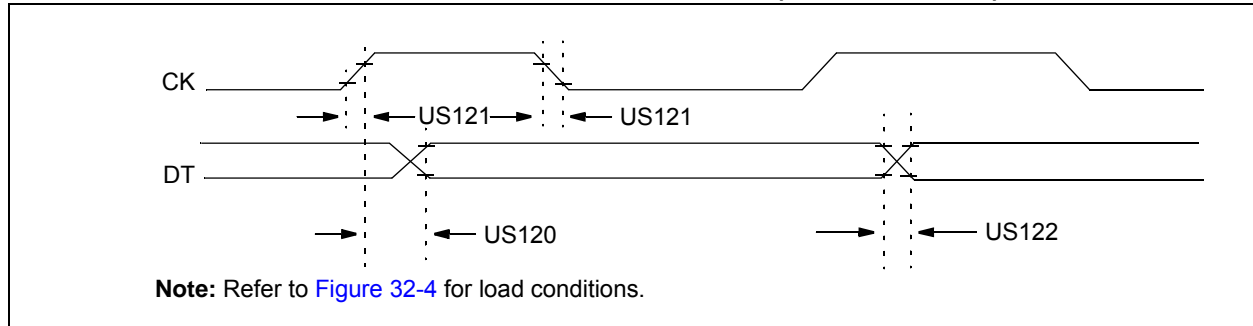 CK
US121 US121
DT
US120 US122
Note: Refer to Figure 32-4 for load conditions.